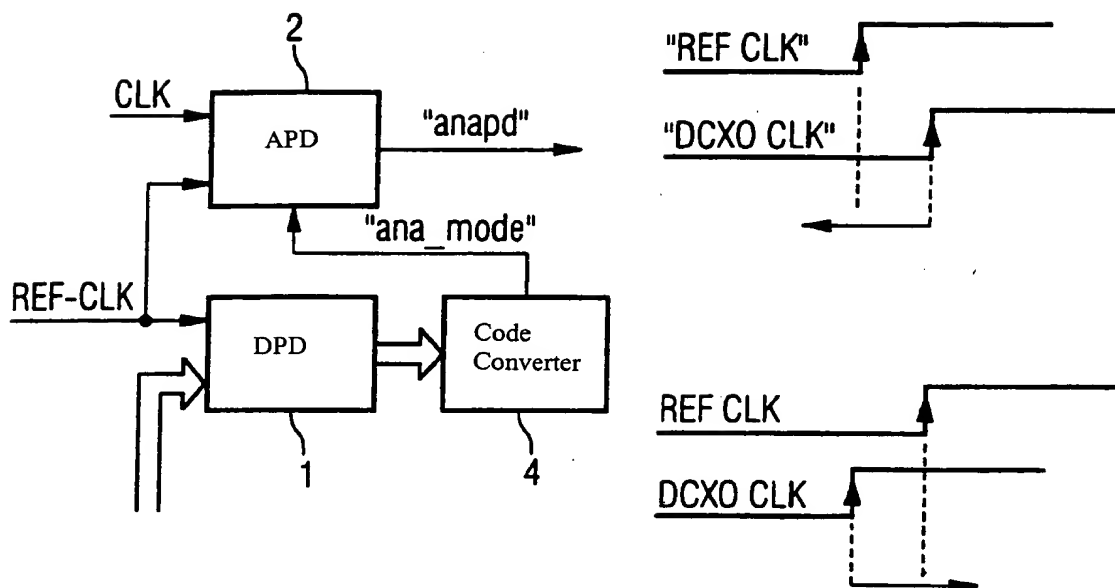 2
CLK
APD
"anapd"
"ana_mode"
REF-CLK
DPD
Code
Converter
1
4
"REF CLK"
"DCXO CLK"
REF CLK
DCXO CLK